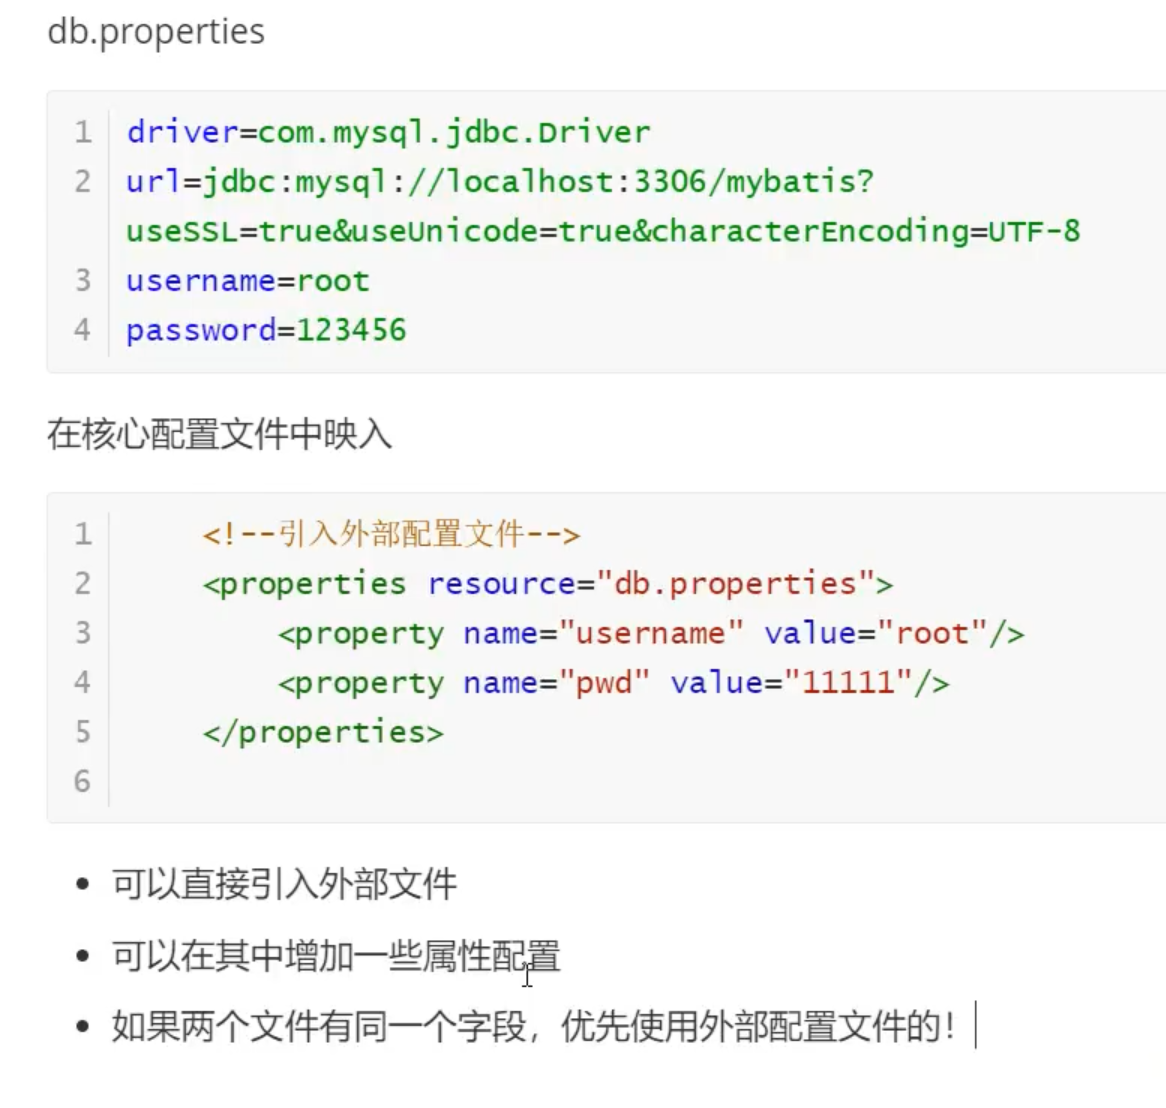 db.properties
1 driver=com.mysql.jdbc.Driver
2 url=jdbc:mysql://localhost:3306/mybatis?
useSSL=true&useUnicode=true&characterEncoding=UTF-8
3 username=root
4 password=123456
在核心配置文件中映入
1 <!--引入外部配置文件-->
2 <properties resource="db.properties">
3 <property name="username" value="root"/>
4 <property name="pwd" value="11111"/>
5 </properties>
6
• 可以直接引入外部文件
• 可以在其中增加一些属性配置
• 如果两个文件有同一个字段，优先使用外部配置文件的！